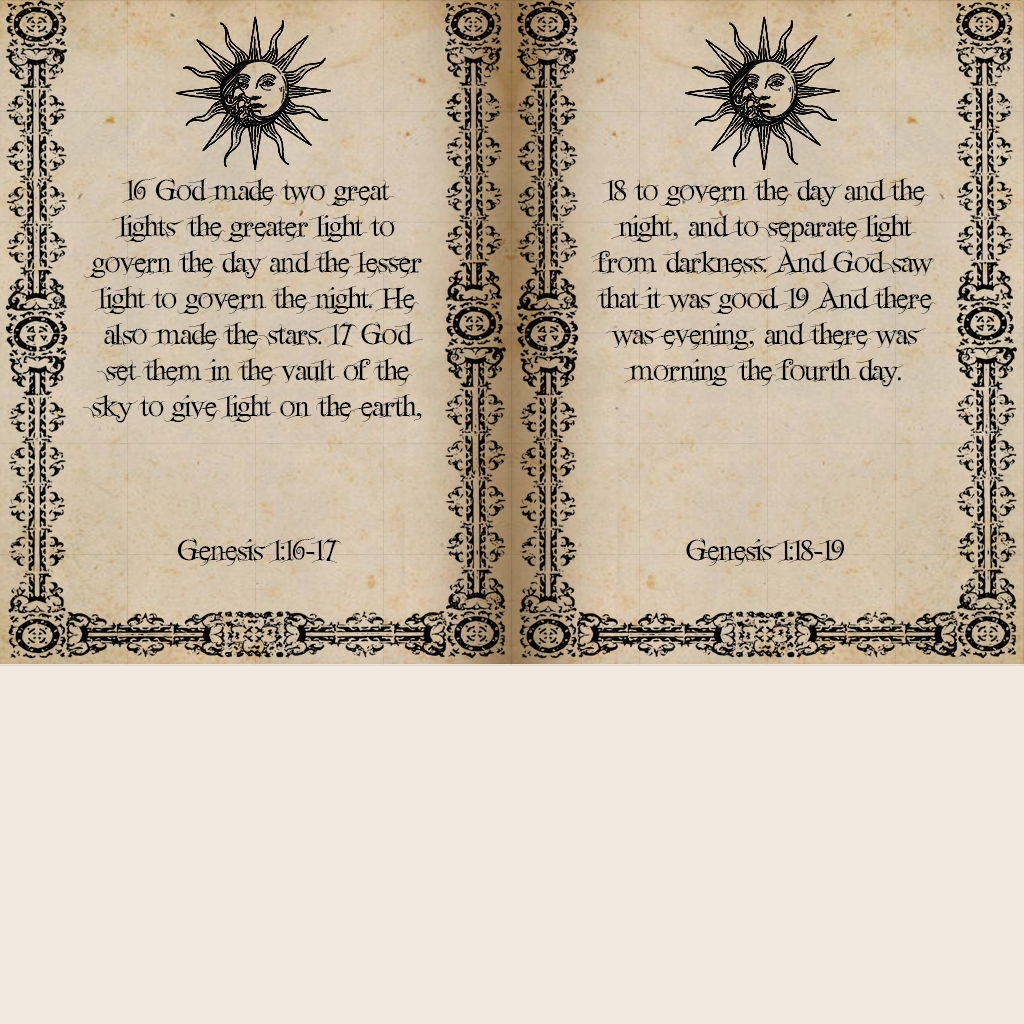 16 God made two great
lights the greater light to
govern the day and the lesser
light to govern the night. He
also made the stars. 17 God
set them in the vault of the
sky to give light on the earth,
Genesis 1:16-17
18 to govern the day and the
night, and to separate light
from darkness. And God saw
that it was good. 19 And there
was evening, and there was
morning the fourth day.
Genesis 1:18-19